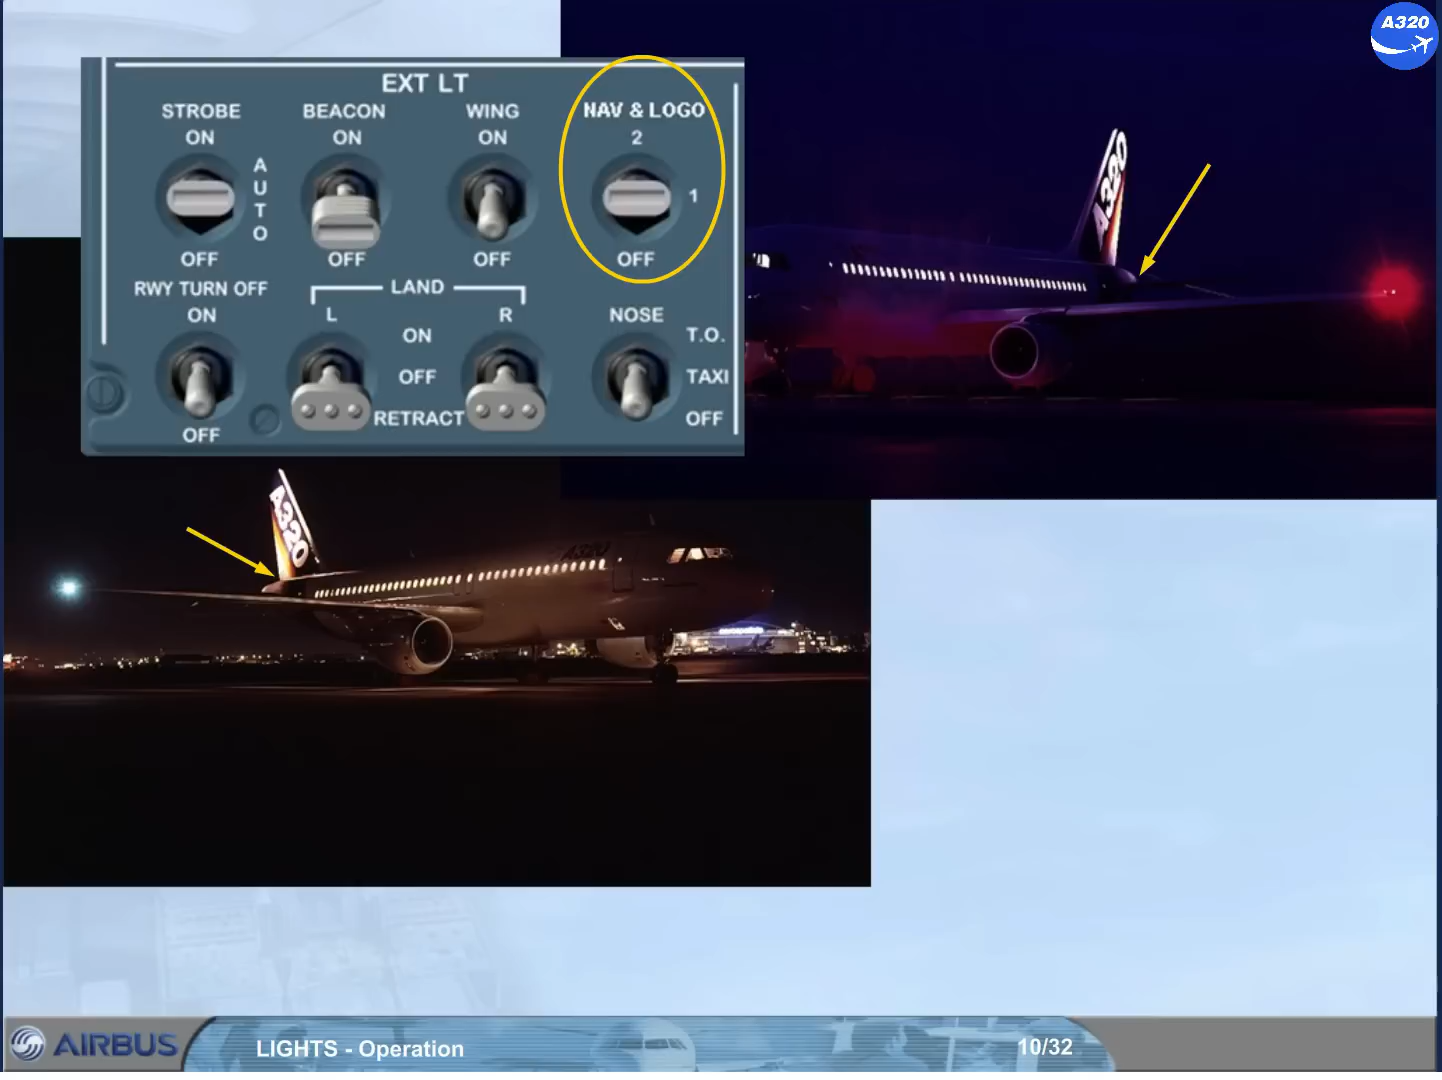 A320
EXT LT
STROBE BEACON WING NAV & LOGO
ON ON ON 2
AUTO
1
OFF OFF OFF OFF
RWY TURN OFF LAND
ON L R NOSE
ON T.O.
OFF TAXI
RETRACT OFF
OFF
A320
A320
A320
AIRBUS
LIGHTS - Operation
10/32